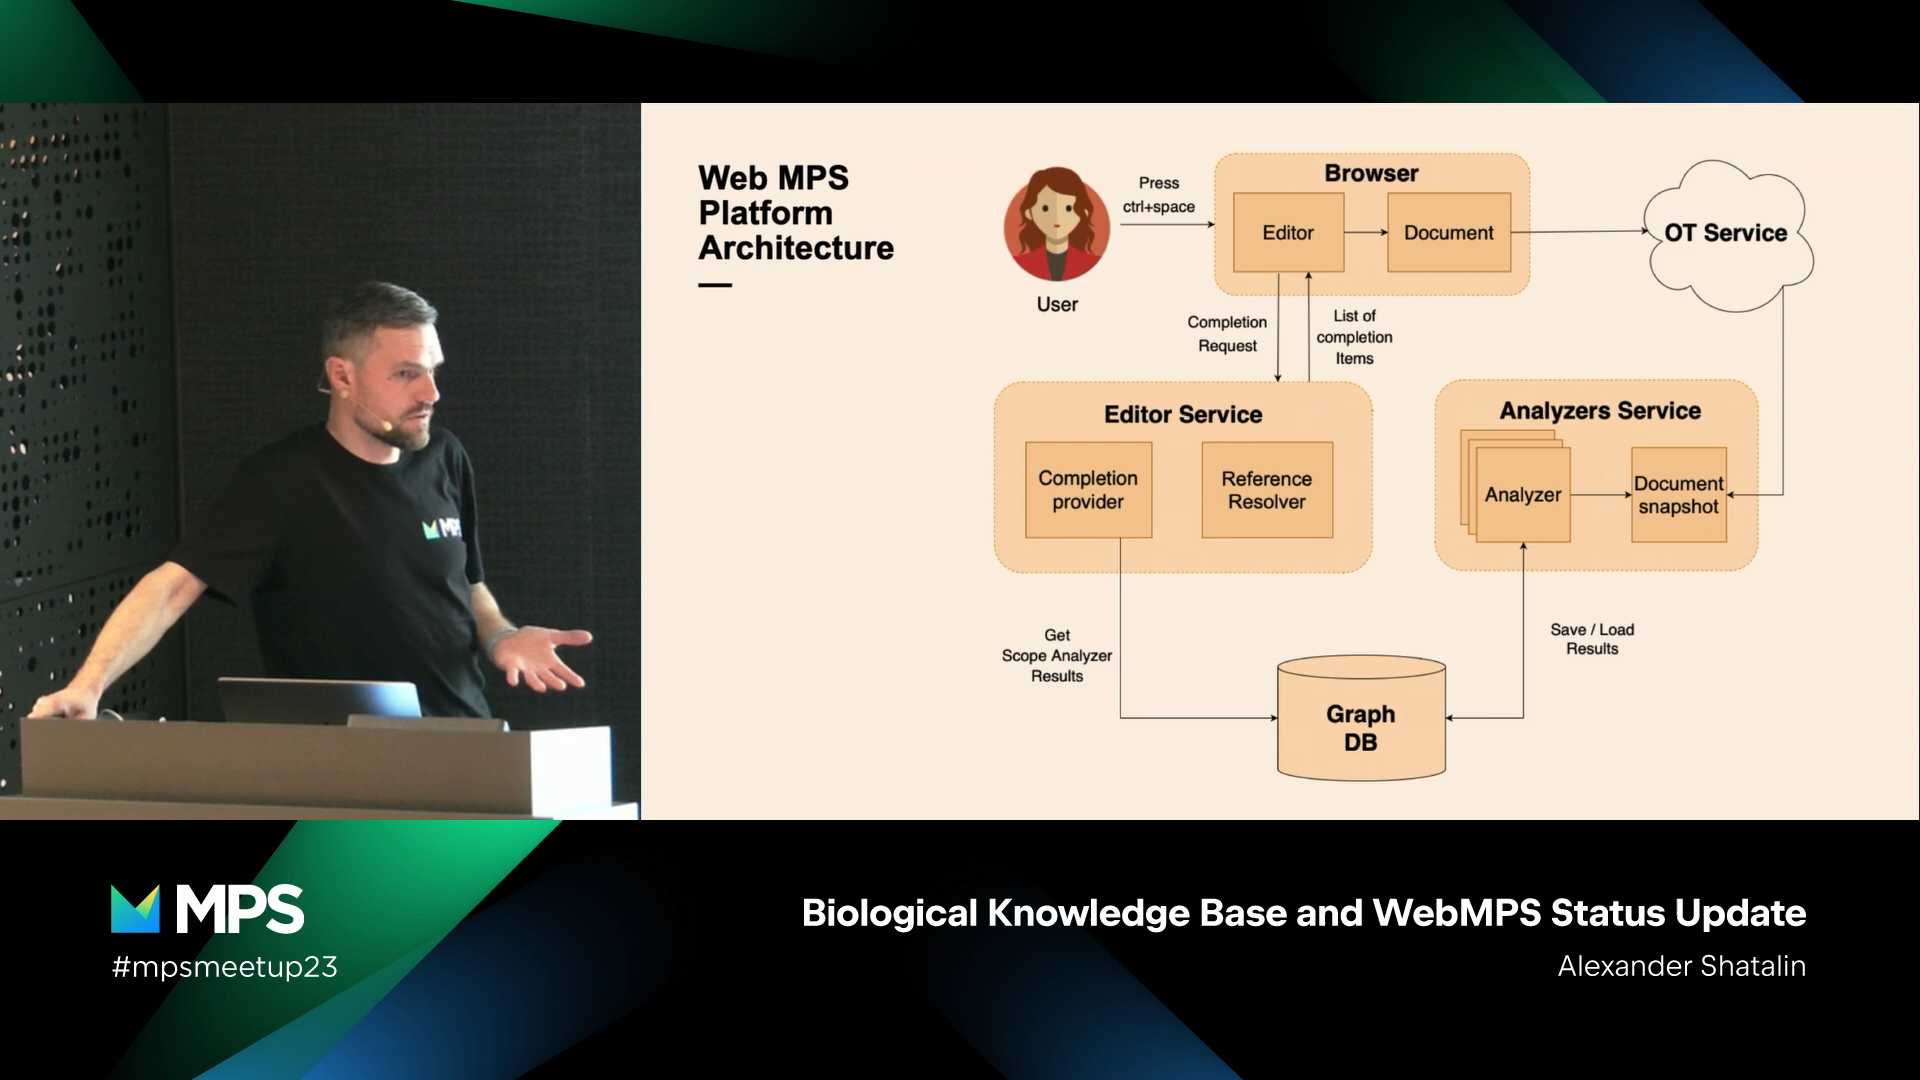 Web MPS
Platform
Architecture
Press
ctrl+space
User
Browser
Editor
Document
OT Service
Completion
Request
List of
completion
Items
Editor Service
Completion
provider
Reference
Resolver
Analyzers Service
Analyzer
Document
snapshot
Get
Scope Analyzer
Results
Save / Load
Results
Graph
DB
MPS
MPS
#mpsmeetup23
Biological Knowledge Base and WebMPS Status Update
Alexander Shatalin